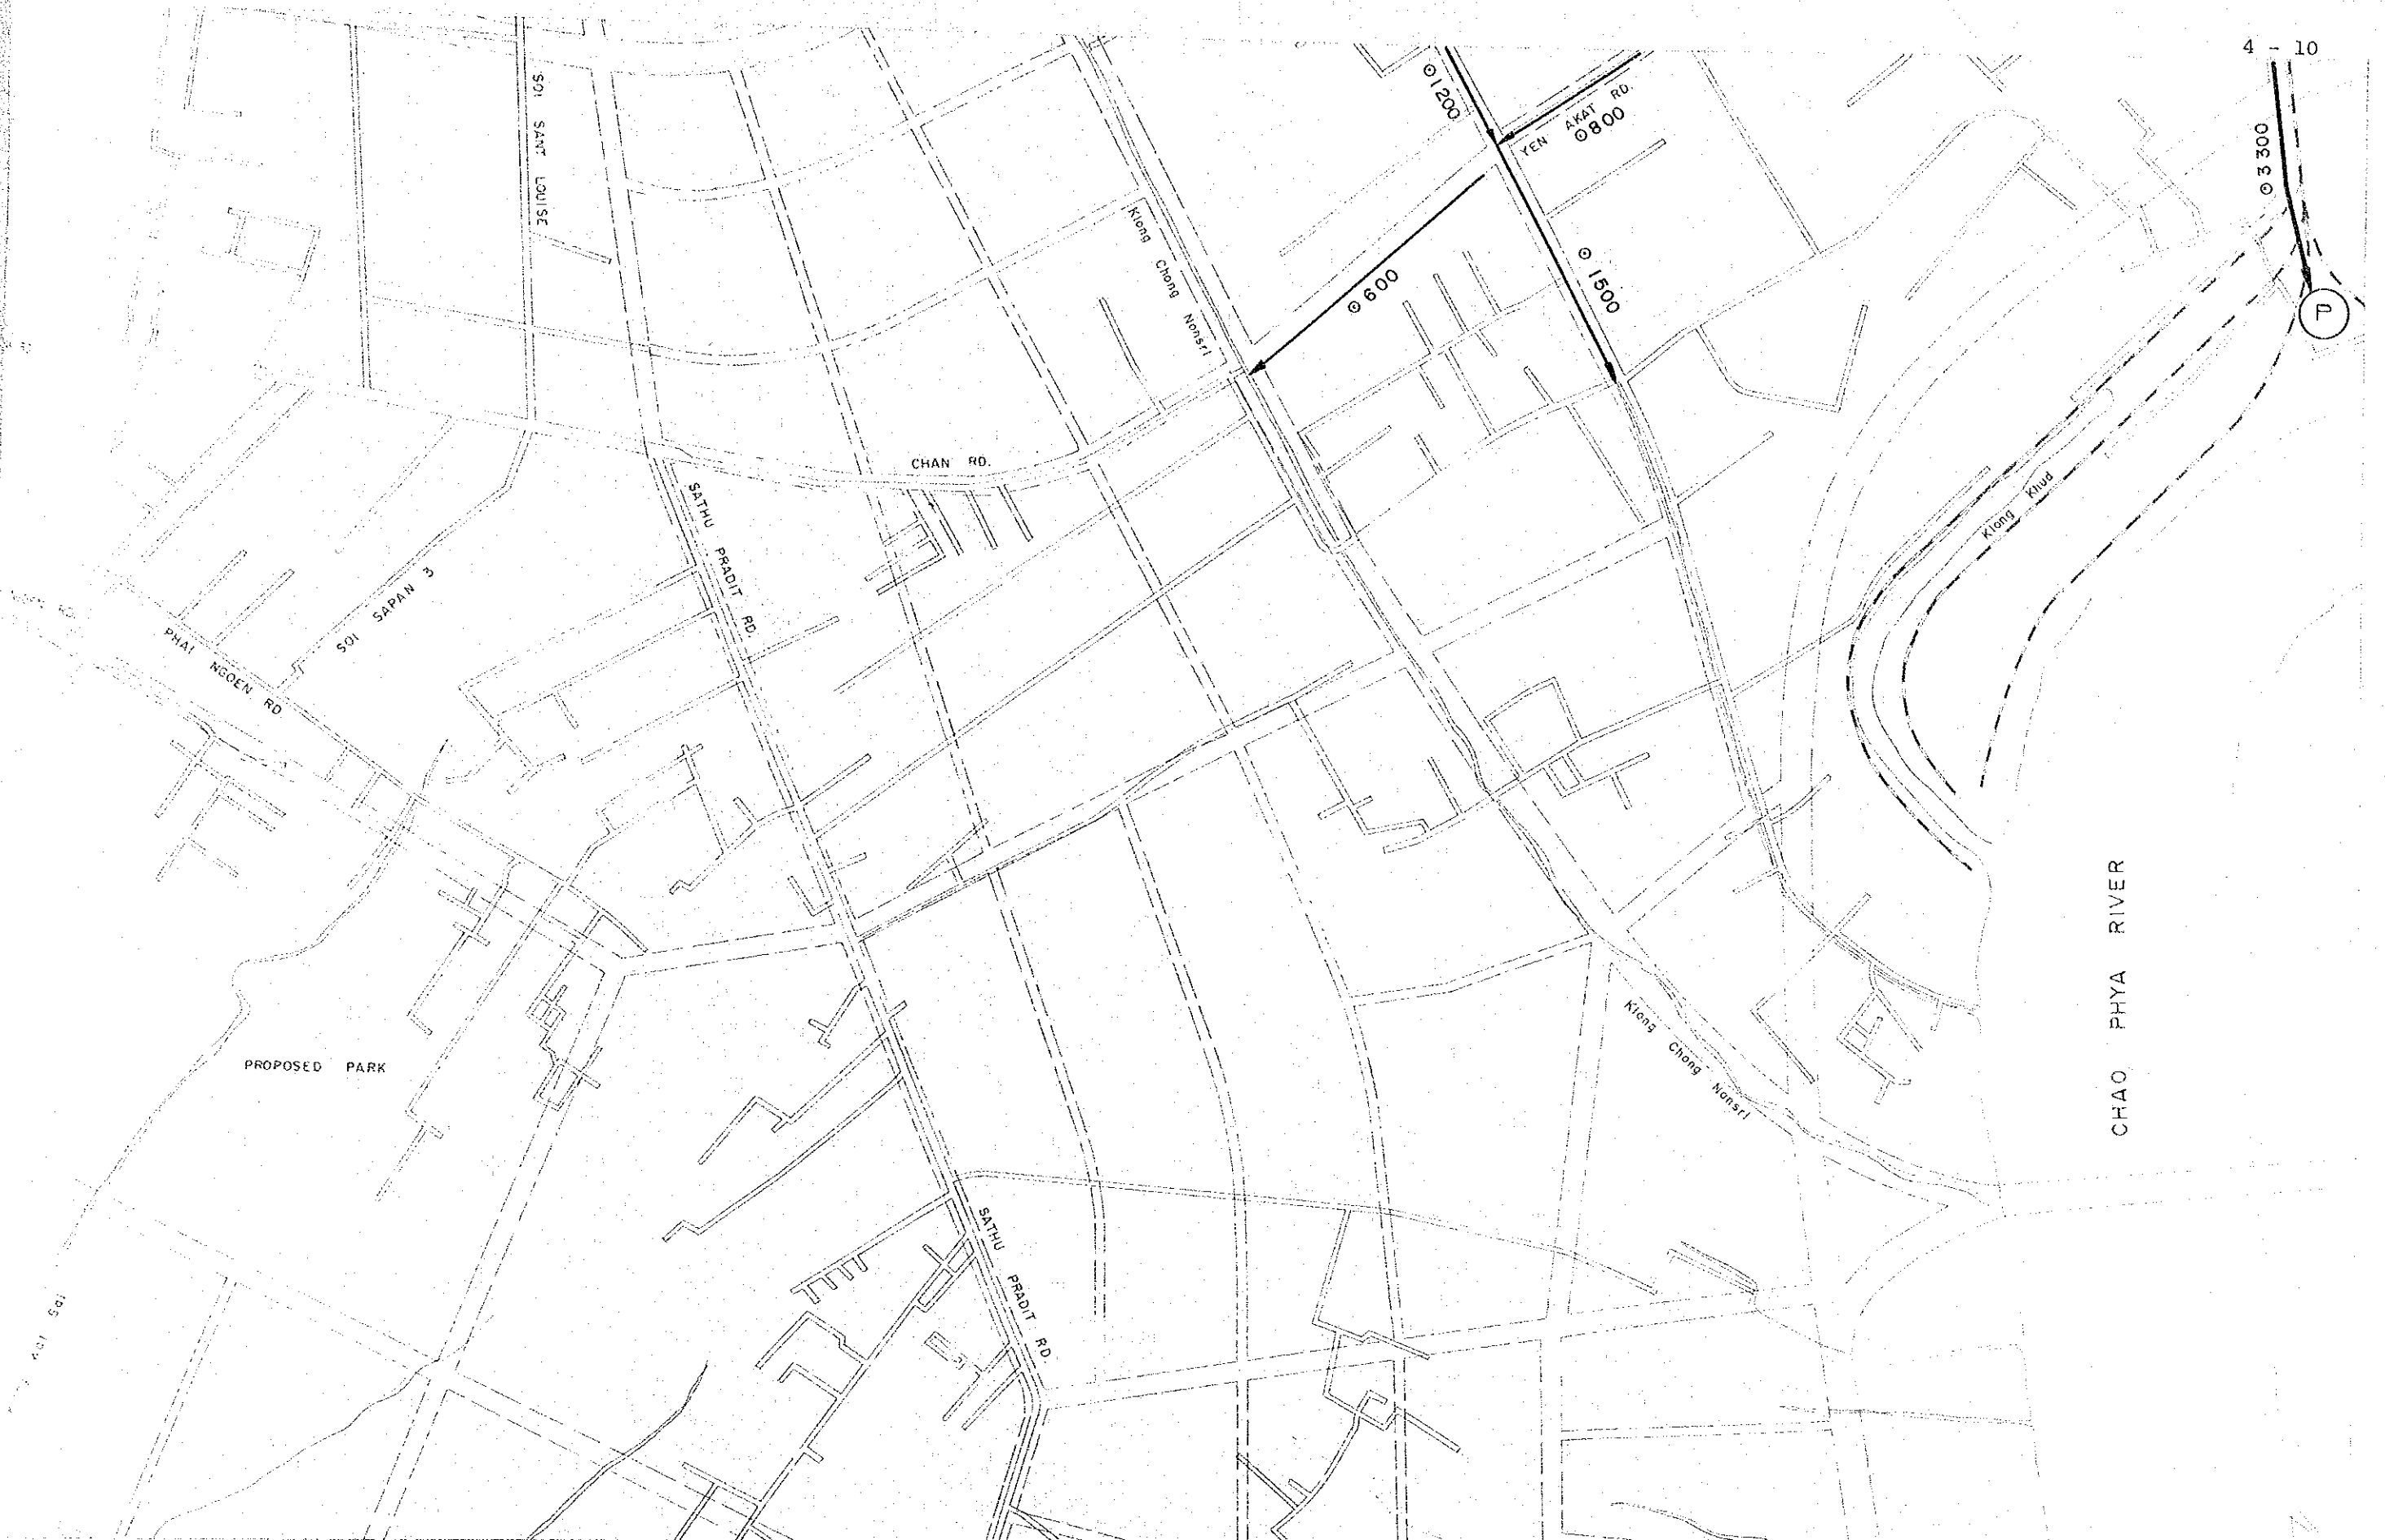 4 - 10
SOI SANT LOUISE
⊙1200
YEN AKAT RD.
⊙800
⊙3300
P
Klong Chong Nonsri
⊙600
⊙1500
CHAN RD.
SATHU PRADIT RD.
Klong Khud
SOI SAPAN 3
PHAI NGOEN RD
CHAO PHYA RIVER
PROPOSED PARK
Klong Chong Nonsri
SATHU PRADIT RD.